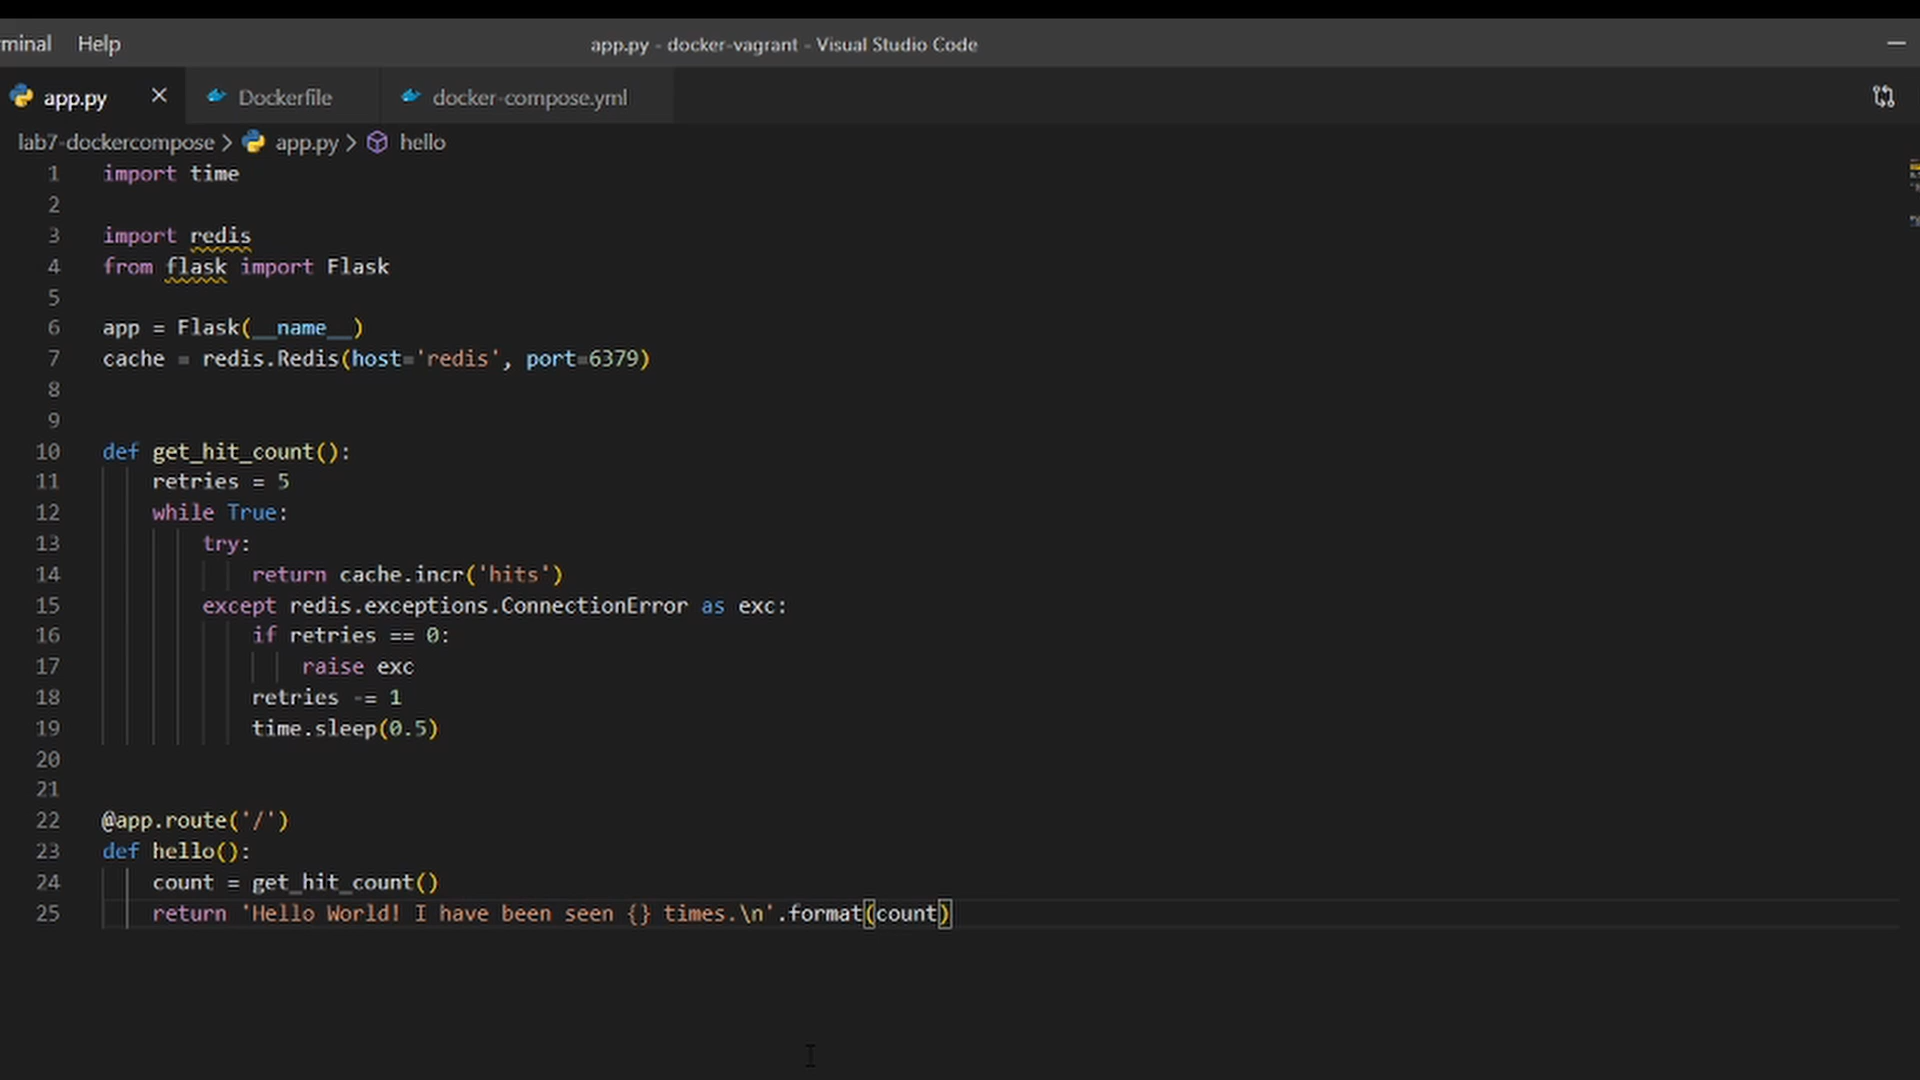 minal Help app.py - docker-vagrant - Visual Studio Code
app.py Dockerfile docker-compose.yml
lab7-dockercompose > app.py > hello
1 import time
2
3 import redis
4 from flask import Flask
5
6 app = Flask(__name__)
7 cache = redis.Redis(host='redis', port=6379)
8
9
10 def get_hit_count():
11 retries = 5
12 while True:
13 try:
14 return cache.incr('hits')
15 except redis.exceptions.ConnectionError as exc:
16 if retries == 0:
17 raise exc
18 retries -= 1
19 time.sleep(0.5)
20
21
22 @app.route('/')
23 def hello():
24 count = get_hit_count()
25 return 'Hello World! I have been seen {} times.\n'.format(count)